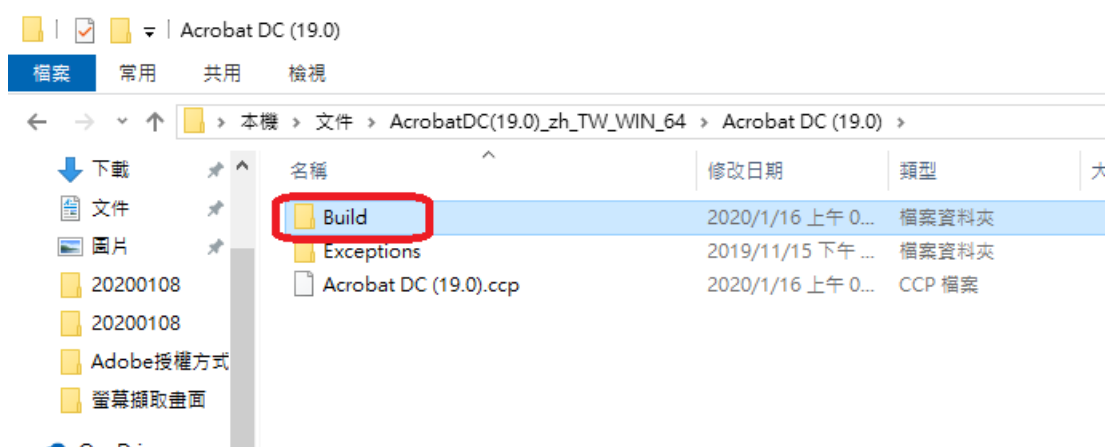 Acrobat DC (19.0)
檔案 常用 共用 檢視
本機 › 文件 › AcrobatDC(19.0)_zh_TW_WIN_64 › Acrobat DC (19.0) ›
下載 名稱 修改日期 類型
文件 Build 2020/1/16 上午 0... 檔案資料夾
圖片 Exceptions 2019/11/15 下午 ... 檔案資料夾
20200108 Acrobat DC (19.0).ccp 2020/1/16 上午 0... CCP 檔案
20200108
Adobe授權方式
螢幕擷取畫面